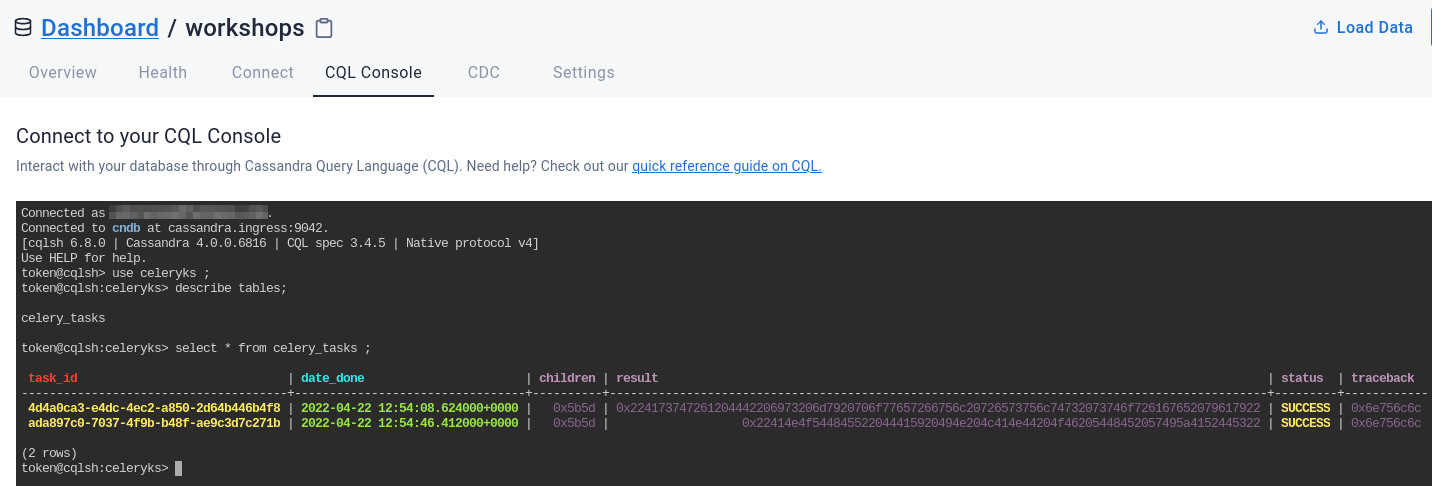 Dashboard / workshops
Load Data
Overview Health Connect CQL Console CDC Settings
Connect to your CQL Console
Interact with your database through Cassandra Query Language (CQL). Need help? Check out our quick reference guide on CQL.
Connected as .
Connected to cndb at cassandra.ingress:9042.
[cqlsh 6.8.0 | Cassandra 4.0.0.6816 | CQL spec 3.4.5 | Native protocol v4]
Use HELP for help.
token@cqlsh> use celeryks ;
token@cqlsh:celeryks> describe tables;
celery_tasks
token@cqlsh:celeryks> select * from celery_tasks ;
task_id | date_done | children | result | status | traceback
4d4a0ca3-e4dc-4ec2-a850-2d64b446b4f8 | 2022-04-22 12:54:08.624000+0000 | 0x5b5d | 0x22417374726120444220697320 6d7920706f77657266756c20726573756c74732073746f726167652079617922 | SUCCESS | 0x6e756c6c
ada897c0-7037-4f9b-b48f-ae9c3d7c271b | 2022-04-22 12:54:46.412000+0000 | 0x5b5d | 0x22414e4f544845522044415920494e204c414e44204f46205448452057495a4152445322 | SUCCESS | 0x6e756c6c
(2 rows)
token@cqlsh:celeryks>